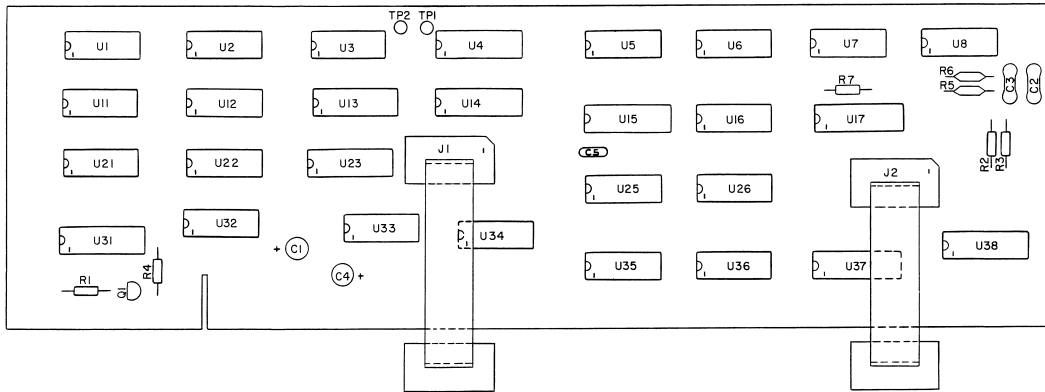 TP2 TP1
U1 U2 U3 U4 U5 U6 U7 U8
R6
R5
C3
C2
R7
U11 U12 U13 U14 U15 U16 U17
J1
C5
R2
R3
U21 U22 U23 U25 U26
J2
U31 U32 U33 U34 U35 U36 U37 U38
+ C1
C4 +
R4
R1
Q1